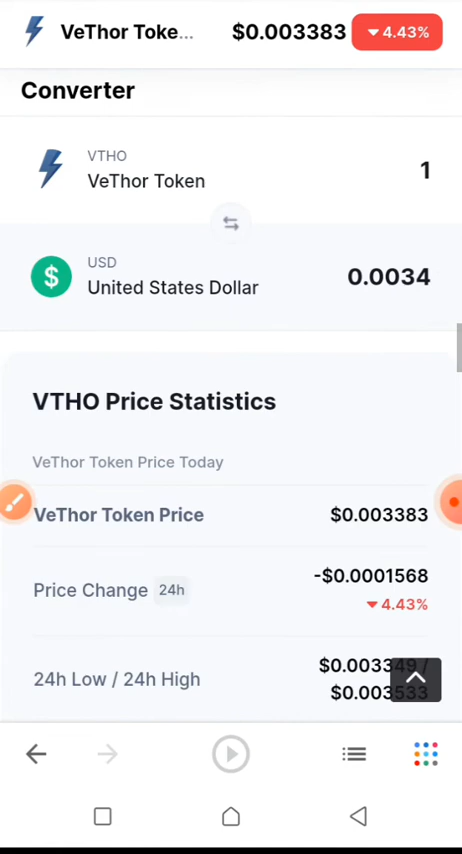 VeThor Toke... $0.003383 4.43%
Converter
VTHO
VeThor Token
1
USD
United States Dollar
0.0034
VTHO Price Statistics
VeThor Token Price Today
VeThor Token Price $0.003383
Price Change 24h -$0.0001568
4.43%
24h Low / 24h High $0.003349 /
$0.003533